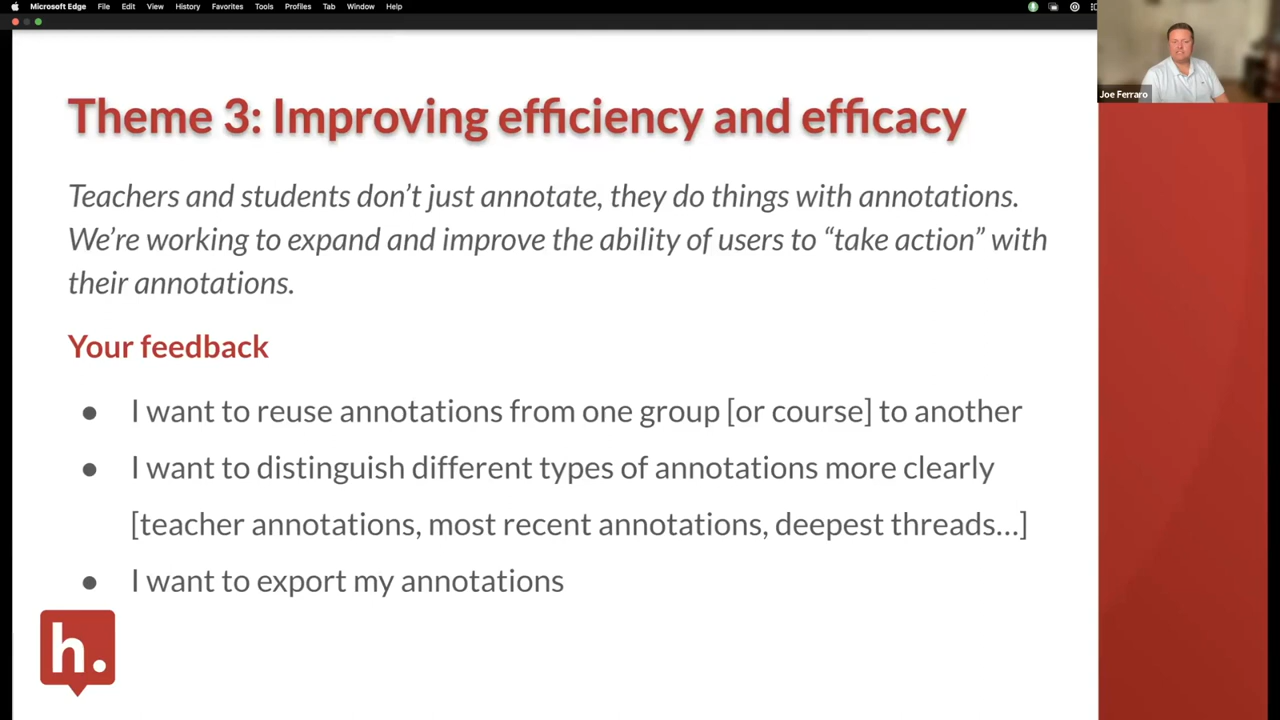 Microsoft Edge File Edit View History Favorites Tools Profiles Tab Window Help
Joe Ferraro
Theme 3: Improving efficiency and efficacy
Teachers and students don’t just annotate, they do things with annotations.
We’re working to expand and improve the ability of users to “take action” with
their annotations.
Your feedback
● I want to reuse annotations from one group [or course] to another
● I want to distinguish different types of annotations more clearly
[teacher annotations, most recent annotations, deepest threads…]
● I want to export my annotations
h.